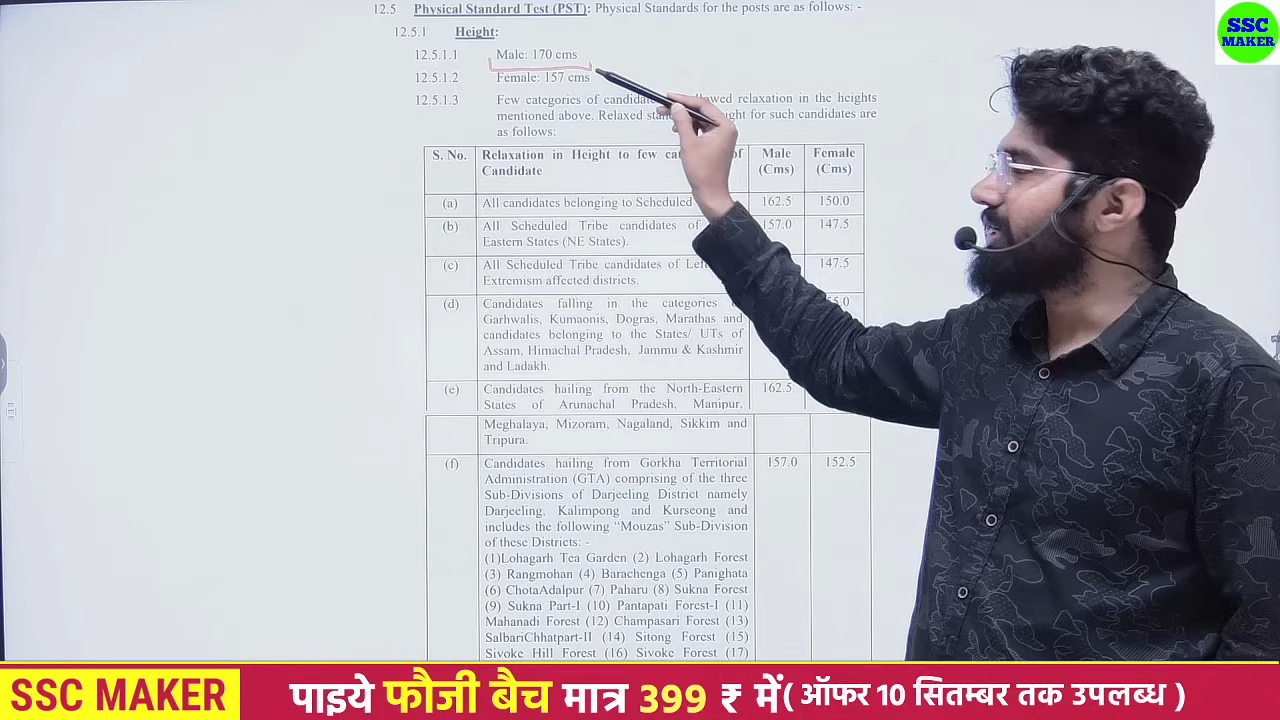 12.5 Physical Standard Test (PST): Physical Standards for the posts are as follows: -
12.5.1 Height:
12.5.1.1 Male: 170 cms
12.5.1.2 Female: 157 cms
12.5.1.3 Few categories of candidate lowed relaxation in the heights
mentioned above. Relaxed for such candidates are
as follows:
S. No. Relaxation in Height to few of Candidate Male (Cms) Female (Cms)
(a) All candidates belonging to Scheduled 162.5 150.0
(b) All Scheduled Tribe candidates of 157.0 147.5
Eastern States (NE States).
(c) All Scheduled Tribe candidates of 147.5
Extremism affected districts.
(d) Candidates falling in the categories
Garhwalis, Kumaonis, Dogras, Marathas and
candidates belonging to the States/ UTs of
Assam, Himachal Pradesh, Jammu & Kashmir
and Ladakh.
(e) Candidates hailing from the North-Eastern 162.5
States of Arunachal Pradesh, Manipur,
Meghalaya, Mizoram, Nagaland, Sikkim and
Tripura.
(f) Candidates hailing from Gorkha Territorial 157.0 152.5
Administration (GTA) comprising of the three
Sub-Divisions of Darjeeling District namely
Darjeeling, Kalimpong and Kurseong and
includes the following “Mouzas” Sub-Division
of these Districts: -
(1)Lohagarh Tea Garden (2) Lohagarh Forest
(3) Rangmohan (4) Barachenga (5) Panighata
(6) ChotaAdalpur (7) Paharu (8) Sukna Forest
(9) Sukna Part-I (10) Pantapati Forest-I (11)
Mahanadi Forest (12) Champasari Forest (13)
SalbariChhatpart-II (14) Sitong Forest (15)
Sivoke Hill Forest (16) Sivoke Forest (17)
SSC
MAKER
SSC MAKER
पाइये फौजी बैच मात्र 399 ₹ में( ऑफर 10 सितम्बर तक उपलब्ध )